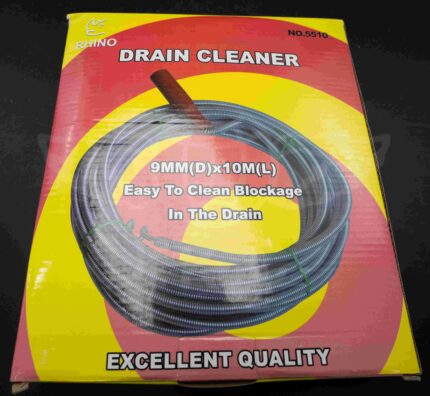 RHINO
NO.5510
DRAIN CLEANER
9MM(D)x10M(L)
Easy To Clean Blockage
In The Drain
EXCELLENT QUALITY